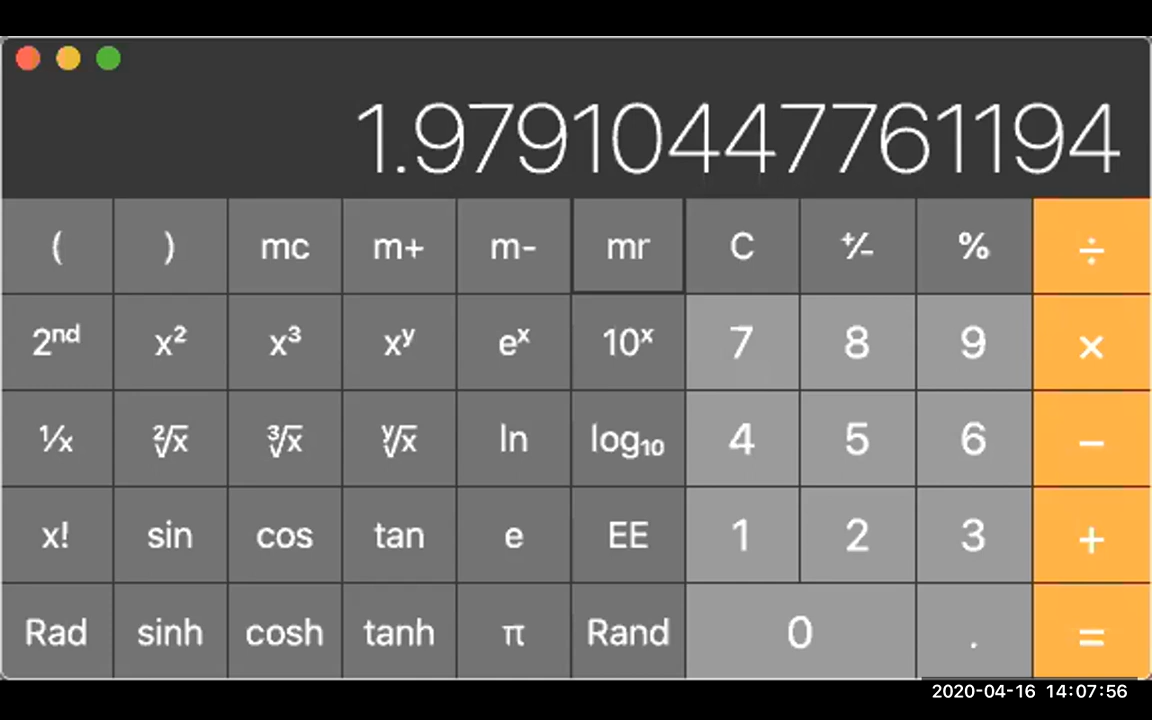 1.97910447761194
( ) mc m+ m- mr C +/- % ÷
2nd x² x³ xʸ eˣ 10ˣ 7 8 9 ×
1/x ²√x ³√x ʸ√x ln log₁₀ 4 5 6 −
x! sin cos tan e EE 1 2 3 +
Rad sinh cosh tanh π Rand 0 . =
2020-04-16 14:07:56